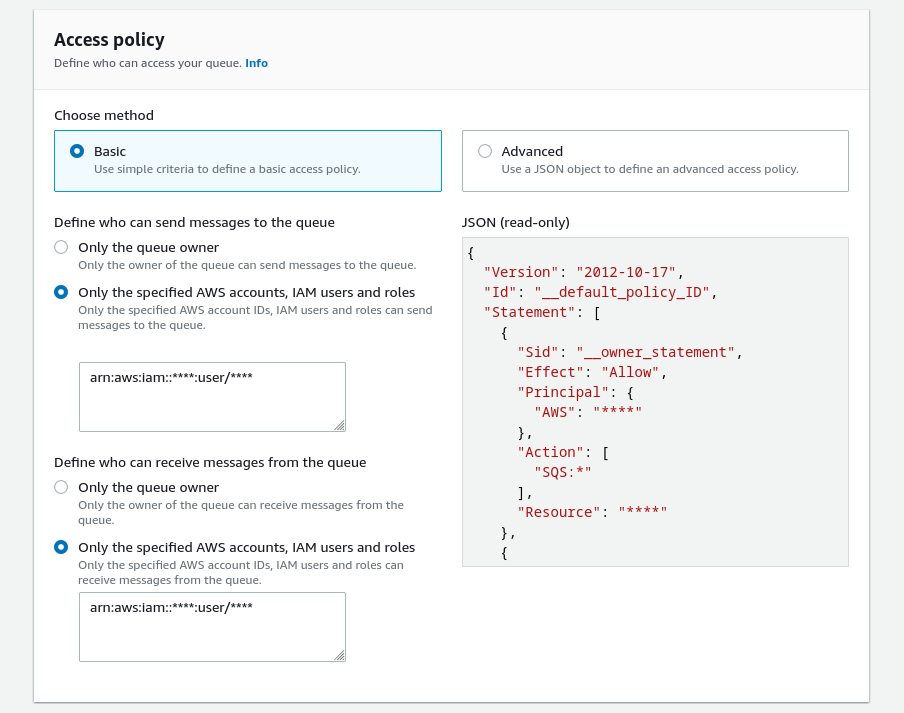 Access policy
Define who can access your queue. Info
Choose method
Basic
Use simple criteria to define a basic access policy.
Advanced
Use a JSON object to define an advanced access policy.
Define who can send messages to the queue
Only the queue owner
Only the owner of the queue can send messages to the queue.
Only the specified AWS accounts, IAM users and roles
Only the specified AWS account IDs, IAM users and roles can send
messages to the queue.
arn:aws:iam::****:user/****
Define who can receive messages from the queue
Only the queue owner
Only the owner of the queue can receive messages from the
queue.
Only the specified AWS accounts, IAM users and roles
Only the specified AWS account IDs, IAM users and roles can
receive messages from the queue.
arn:aws:iam::****:user/****
JSON (read-only)
{
  "Version": "2012-10-17",
  "Id": "__default_policy_ID",
  "Statement": [
    {
      "Sid": "__owner_statement",
      "Effect": "Allow",
      "Principal": {
        "AWS": "****"
      },
      "Action": [
        "SQS:*"
      ],
      "Resource": "****"
    },
    {